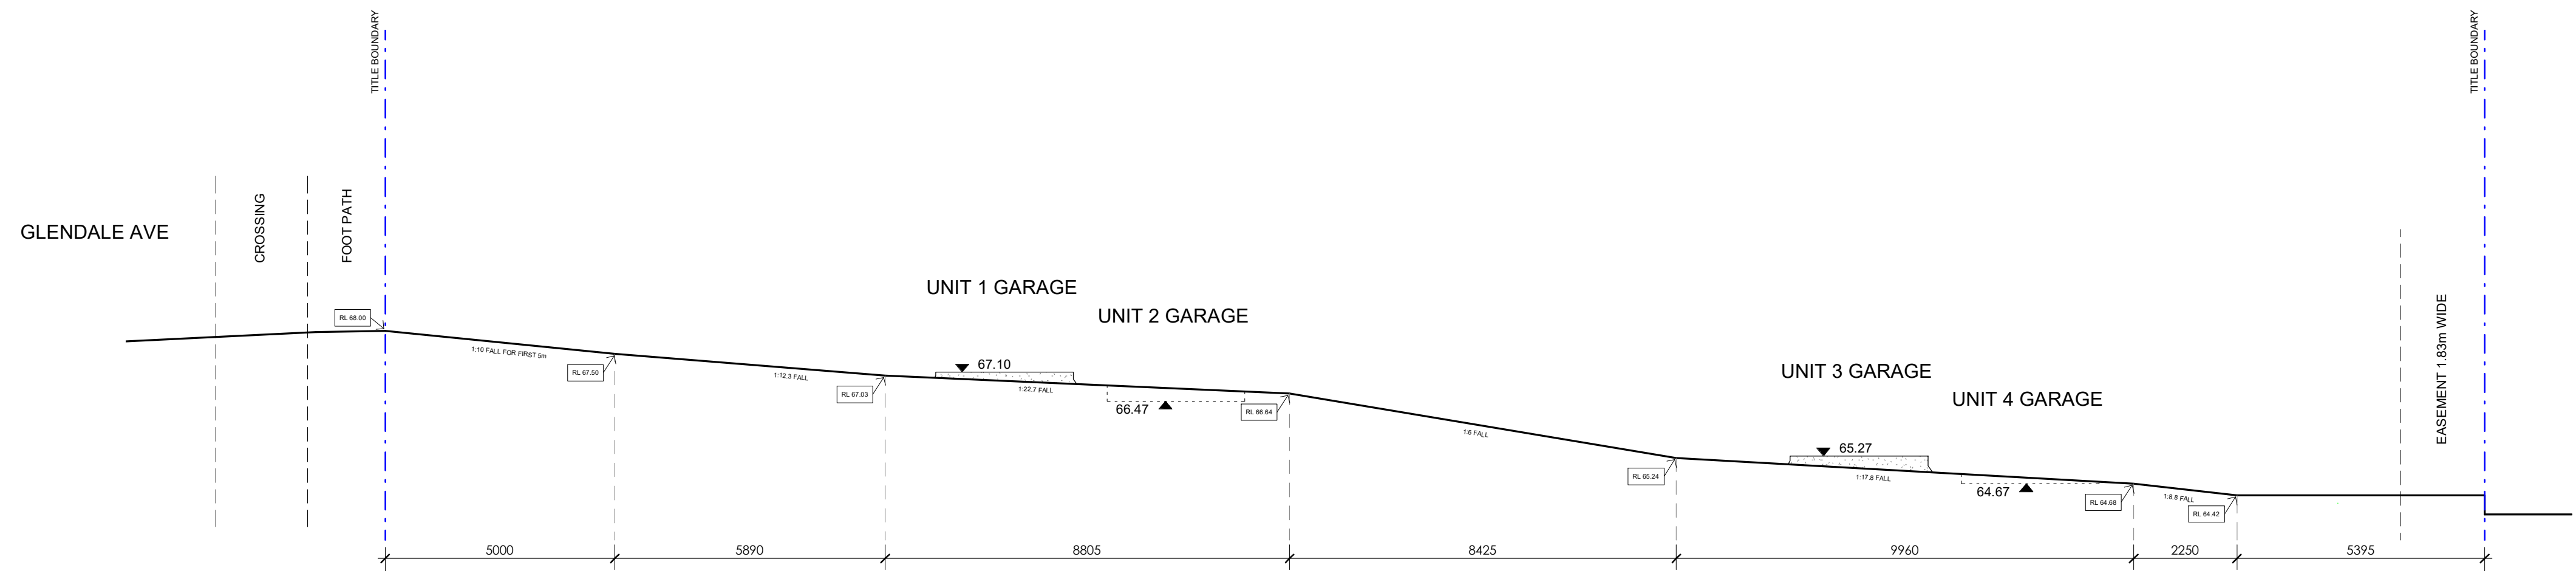 TITLE BOUNDARY
TITLE BOUNDARY
GLENDALE AVE
CROSSING
FOOT PATH
UNIT 1 GARAGE
UNIT 2 GARAGE
UNIT 3 GARAGE
UNIT 4 GARAGE
EASEMENT 1.83m WIDE
RL 68.00
1:10 FALL FOR FIRST 5m
RL 67.50
1:12.3 FALL
RL 67.03
67.10
1:22.7 FALL
66.47
RL 66.64
1:6 FALL
RL 65.24
65.27
1:17.8 FALL
64.67
RL 64.68
1:8.8 FALL
RL 64.42
5000
5890
8805
8425
9960
2250
5395